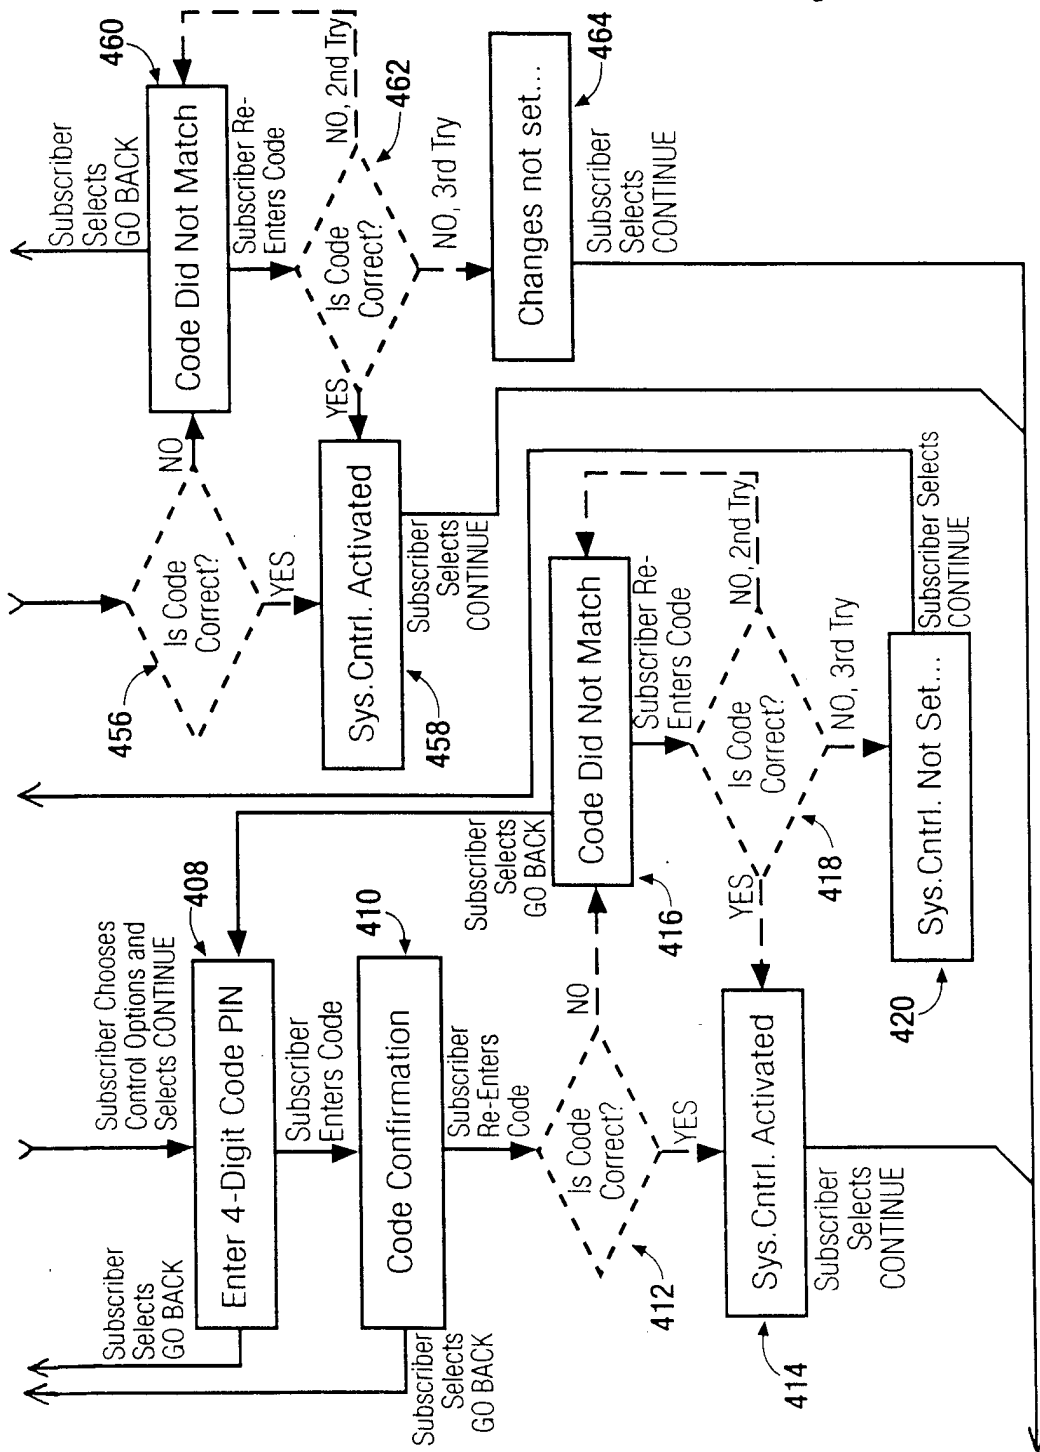 Subscriber
Selects
GO BACK
Subscriber Chooses
Control Options and
Selects CONTINUE
408
Enter 4-Digit Code PIN
Subscriber
Enters Code
410
Code Confirmation
Subscriber
Selects
GO BACK
Subscriber
Re-Enters
Code
Is Code
Correct?
412
NO
YES
Sys.Cntrl. Activated
414
Subscriber
Selects
CONTINUE
Subscriber
Selects
GO BACK
Code Did Not Match
416
Subscriber Re-
Enters Code
NO, 2nd Try
Is Code
Correct?
418
YES
NO, 3rd Try
Sys.Cntrl. Not Set...
420
Subscriber Selects
CONTINUE
456
Is Code
Correct?
NO
YES
Sys.Cntrl. Activated
458
Subscriber
Selects
CONTINUE
Subscriber
Selects
GO BACK
460
Code Did Not Match
Subscriber Re-
Enters Code
NO, 2nd Try
Is Code
Correct?
462
YES
NO, 3rd Try
Changes not set...
464
Subscriber
Selects
CONTINUE